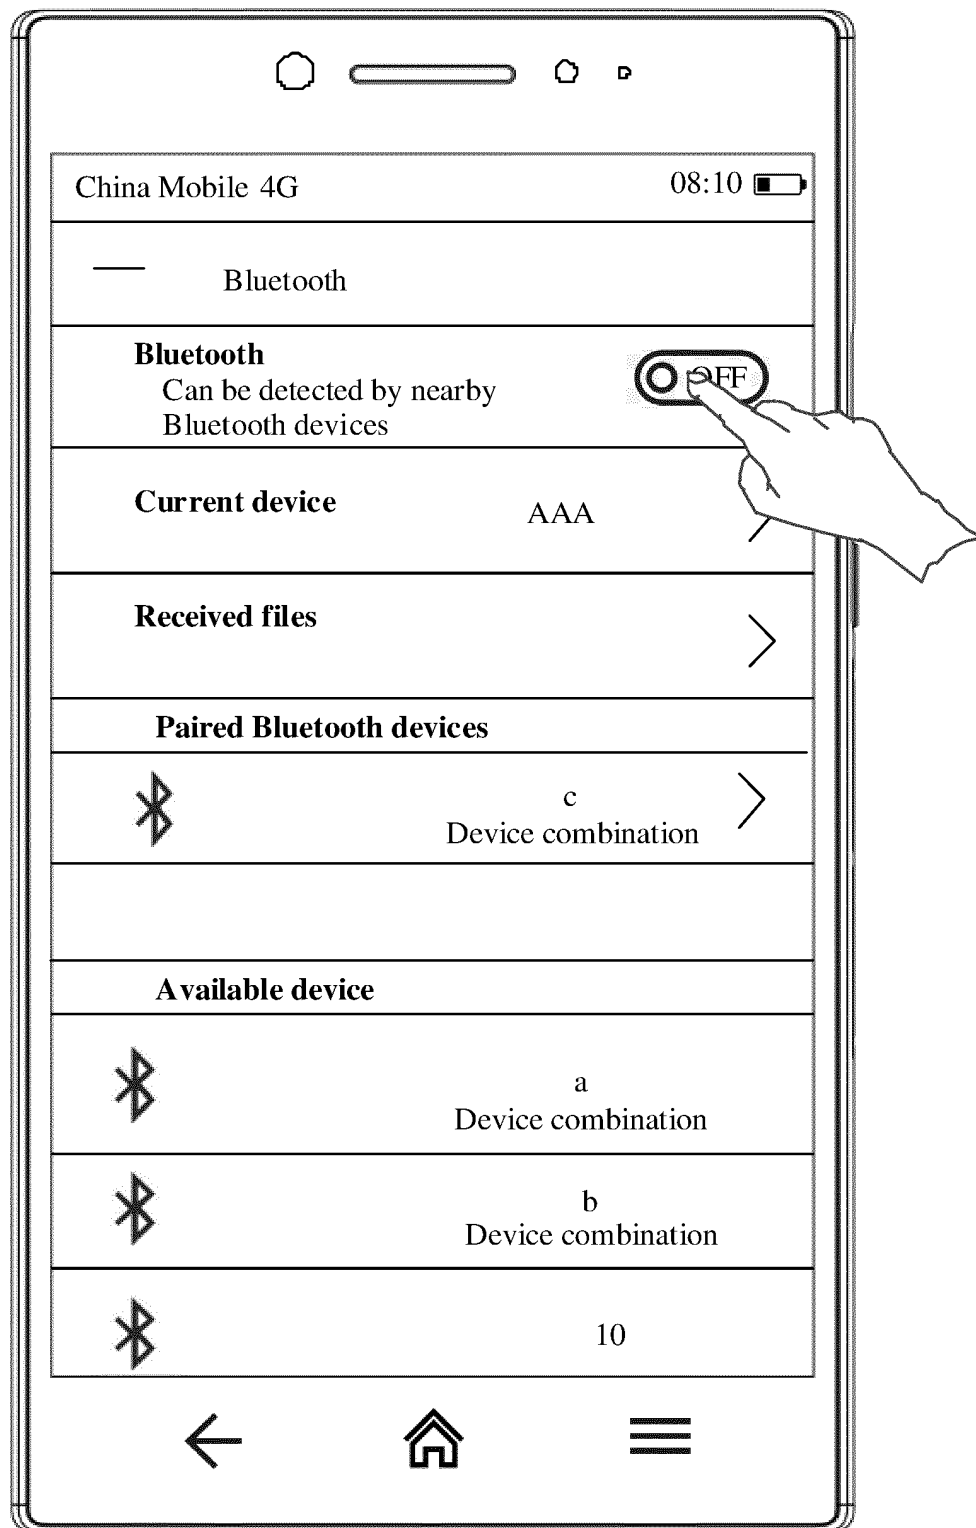 China Mobile 4G 08:10
Bluetooth
Bluetooth
Can be detected by nearby
Bluetooth devices
OFF
Current device AAA
Received files
Paired Bluetooth devices
c
Device combination
Available device
a
Device combination
b
Device combination
10